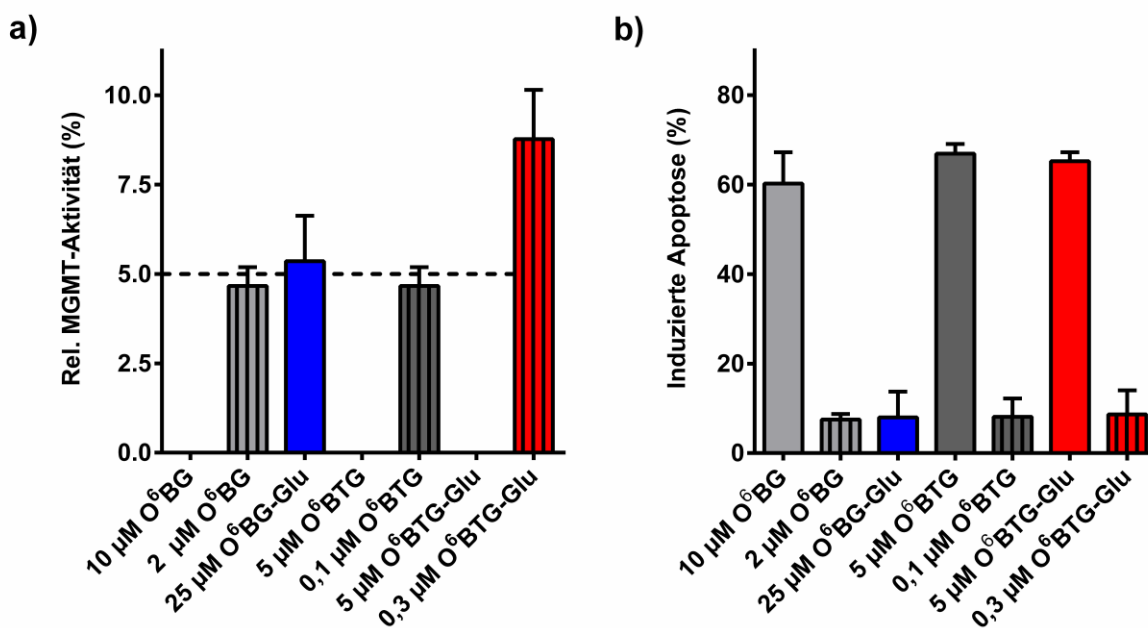 a)
Rel. MGMT-Aktivität (%)
10.0
7.5
5.0
2.5
0.0
10 µM O⁶BG
2 µM O⁶BG
25 µM O⁶BG-Glu
5 µM O⁶BTG
0,1 µM O⁶BTG
5 µM O⁶BTG-Glu
0,3 µM O⁶BTG-Glu
b)
Induzierte Apoptose (%)
80
60
40
20
0
10 µM O⁶BG
2 µM O⁶BG
25 µM O⁶BG-Glu
5 µM O⁶BTG
0,1 µM O⁶BTG
5 µM O⁶BTG-Glu
0,3 µM O⁶BTG-Glu